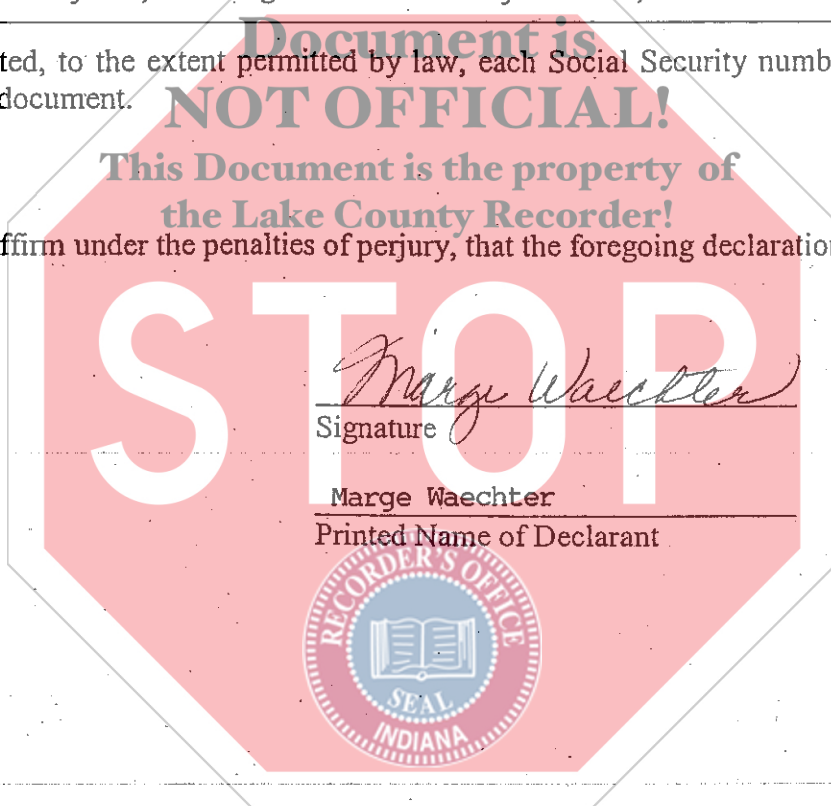 Document is
ted, to the extent permitted by law, each Social Security numb
document.
NOT OFFICIAL!
This Document is the property of
the Lake County Recorder!
ffirm under the penalties of perjury, that the foregoing declaration
STOP
Marge Waechter
Signature
Marge Waechter
Printed Name of Declarant
RECORDER'S OFFICE
SEAL
INDIANA